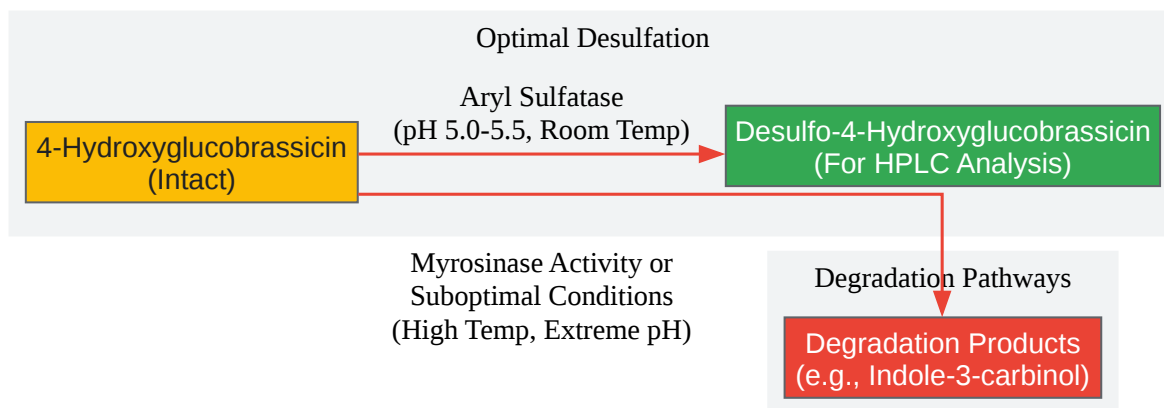 Optimal Desulfation
Aryl Sulfatase
(pH 5.0-5.5, Room Temp)
4-Hydroxyglucobrassicin
(Intact)
Desulfo-4-Hydroxyglucobrassicin
(For HPLC Analysis)
Myrosinase Activity or
Suboptimal Conditions
(High Temp, Extreme pH)
Degradation Pathways
Degradation Products
(e.g., Indole-3-carbinol)